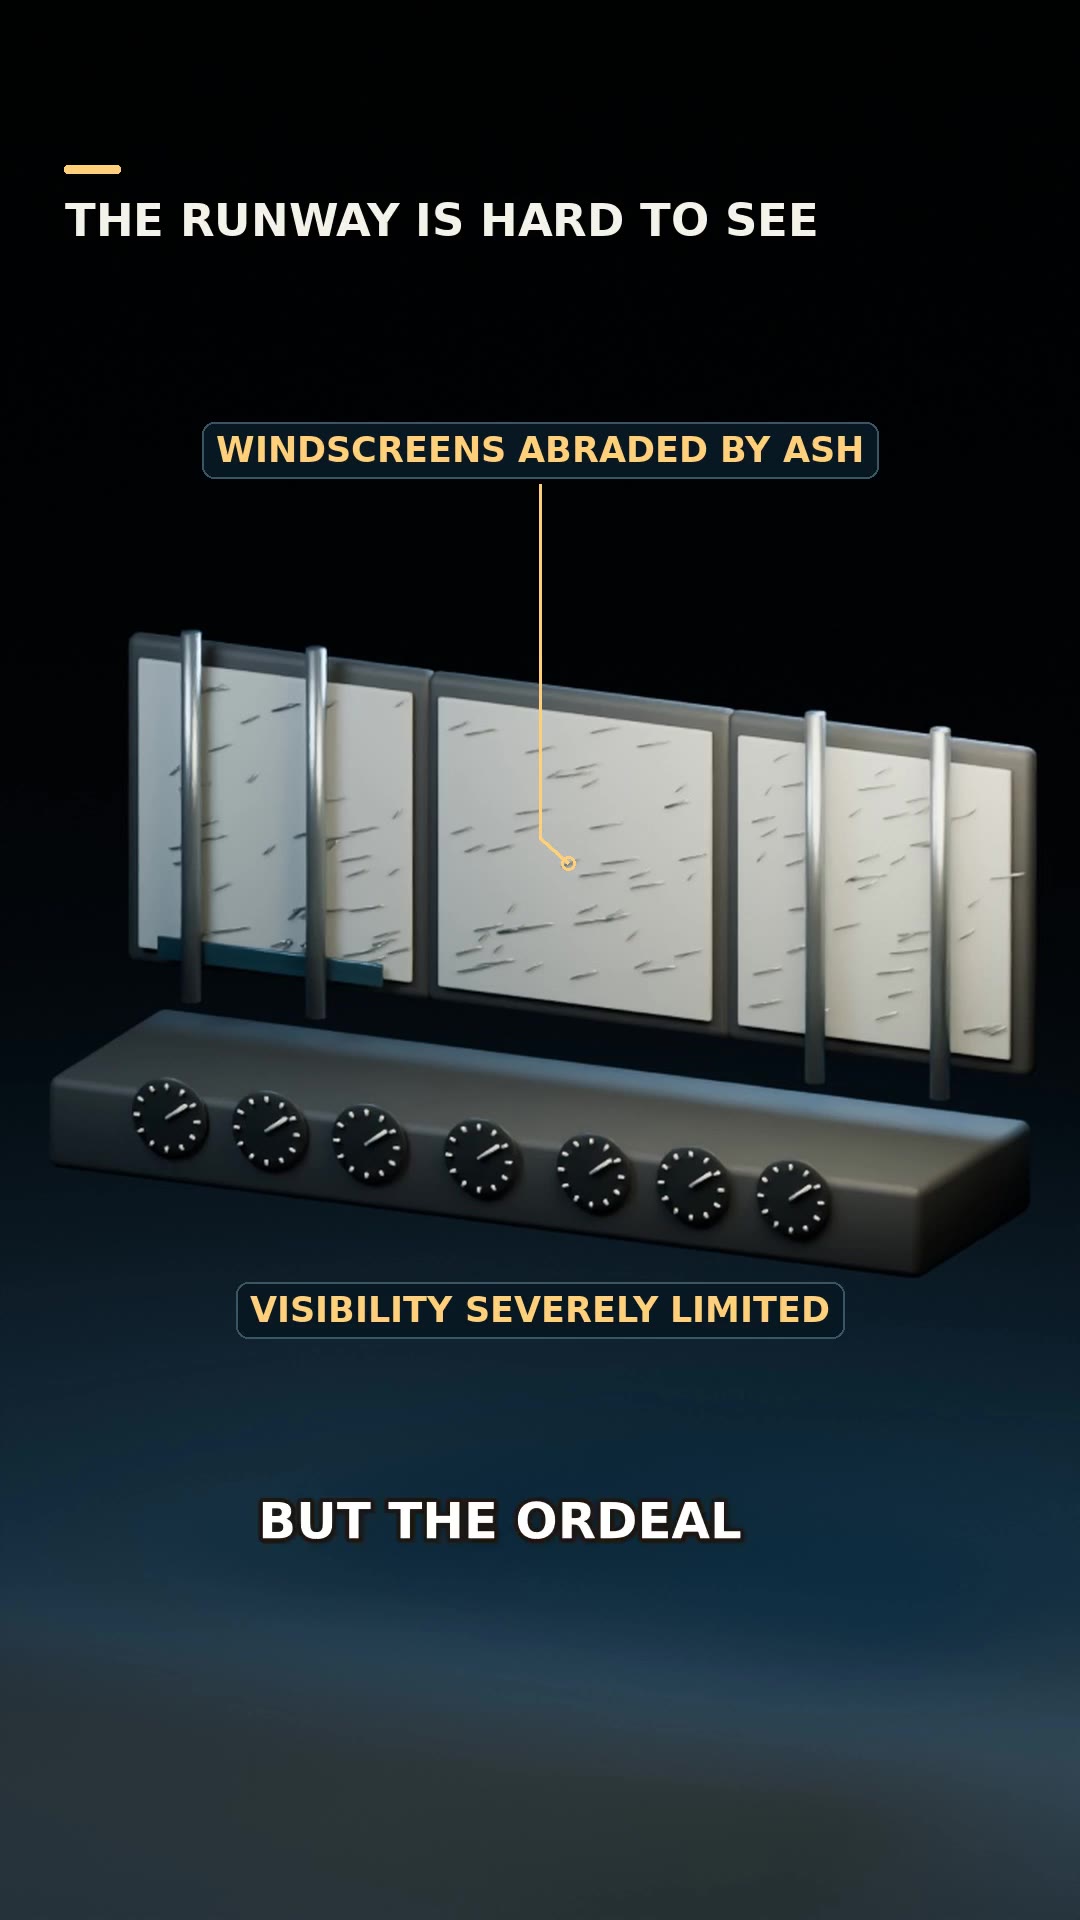 THE RUNWAY IS HARD TO SEE
WINDSCREENS ABRADED BY ASH
VISIBILITY SEVERELY LIMITED
BUT THE ORDEAL